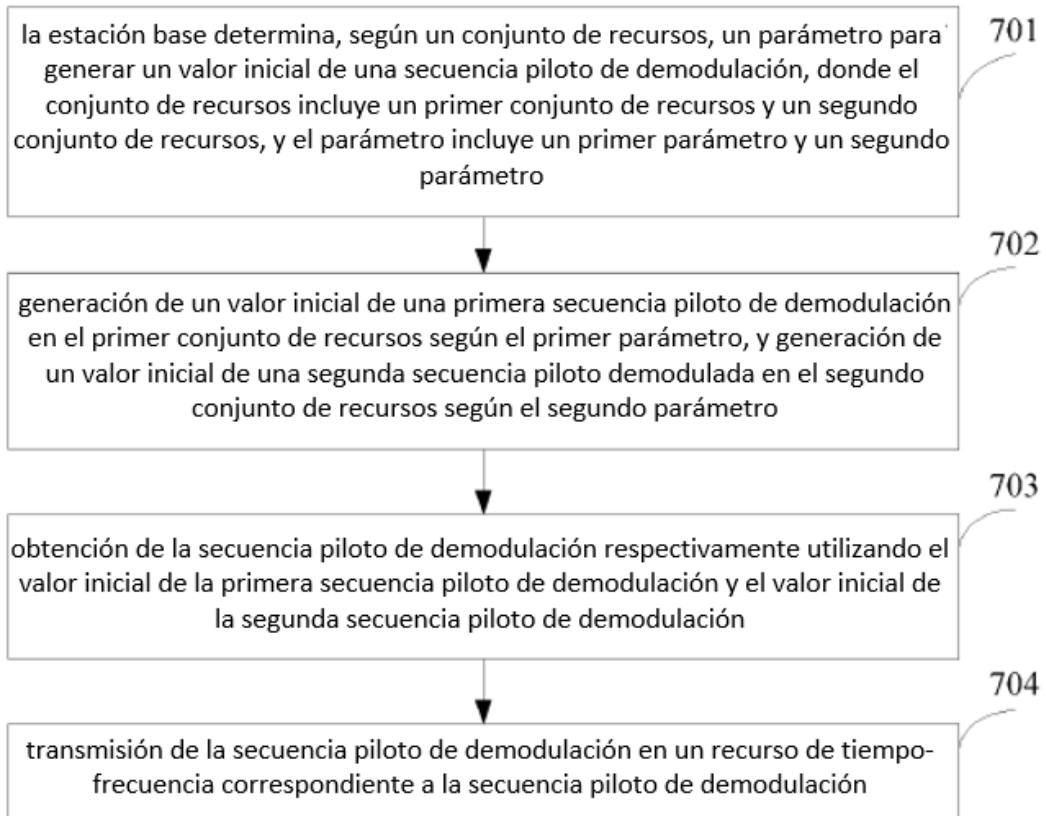 la estación base determina, según un conjunto de recursos, un parámetro para
generar un valor inicial de una secuencia piloto de demodulación, donde el
conjunto de recursos incluye un primer conjunto de recursos y un segundo
conjunto de recursos, y el parámetro incluye un primer parámetro y un segundo
parámetro
701
generación de un valor inicial de una primera secuencia piloto de demodulación
en el primer conjunto de recursos según el primer parámetro, y generación de
un valor inicial de una segunda secuencia piloto demodulada en el segundo
conjunto de recursos según el segundo parámetro
702
obtención de la secuencia piloto de demodulación respectivamente utilizando el
valor inicial de la primera secuencia piloto de demodulación y el valor inicial de
la segunda secuencia piloto de demodulación
703
transmisión de la secuencia piloto de demodulación en un recurso de tiempo-
frecuencia correspondiente a la secuencia piloto de demodulación
704